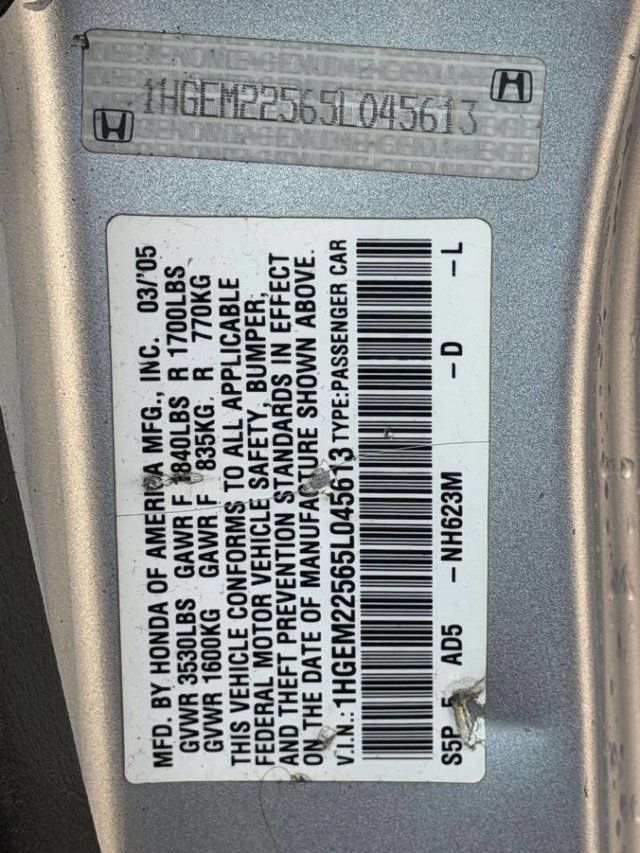 1HGEM22565L045613
MFD. BY HONDA OF AMERICA MFG., INC. 03/'05
GVWR 3530LBS GAWR F 1840LBS R 1700LBS
GVWR 1600KG GAWR F 835KG R 770KG
THIS VEHICLE CONFORMS TO ALL APPLICABLE
FEDERAL MOTOR VEHICLE SAFETY, BUMPER,
AND THEFT PREVENTION STANDARDS IN EFFECT
ON THE DATE OF MANUFACTURE SHOWN ABOVE.
V.I.N.: 1HGEM22565L045613 TYPE:PASSENGER CAR
S5P 5 AD5 - NH623M - D - L